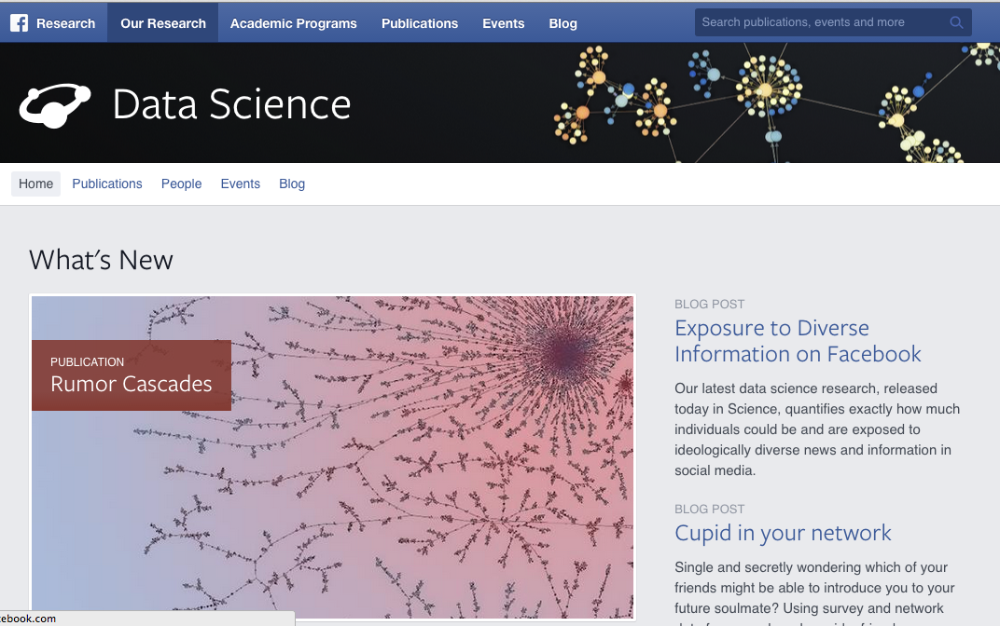 Research Our Research Academic Programs Publications Events Blog Search publications, events and more
Data Science
Home Publications People Events Blog
What's New
PUBLICATION
Rumor Cascades
BLOG POST
Exposure to Diverse
Information on Facebook
Our latest data science research, released
today in Science, quantifies exactly how much
individuals could be and are exposed to
ideologically diverse news and information in
social media.
BLOG POST
Cupid in your network
Single and secretly wondering which of your
friends might be able to introduce you to your
future soulmate? Using survey and network
cebook.com